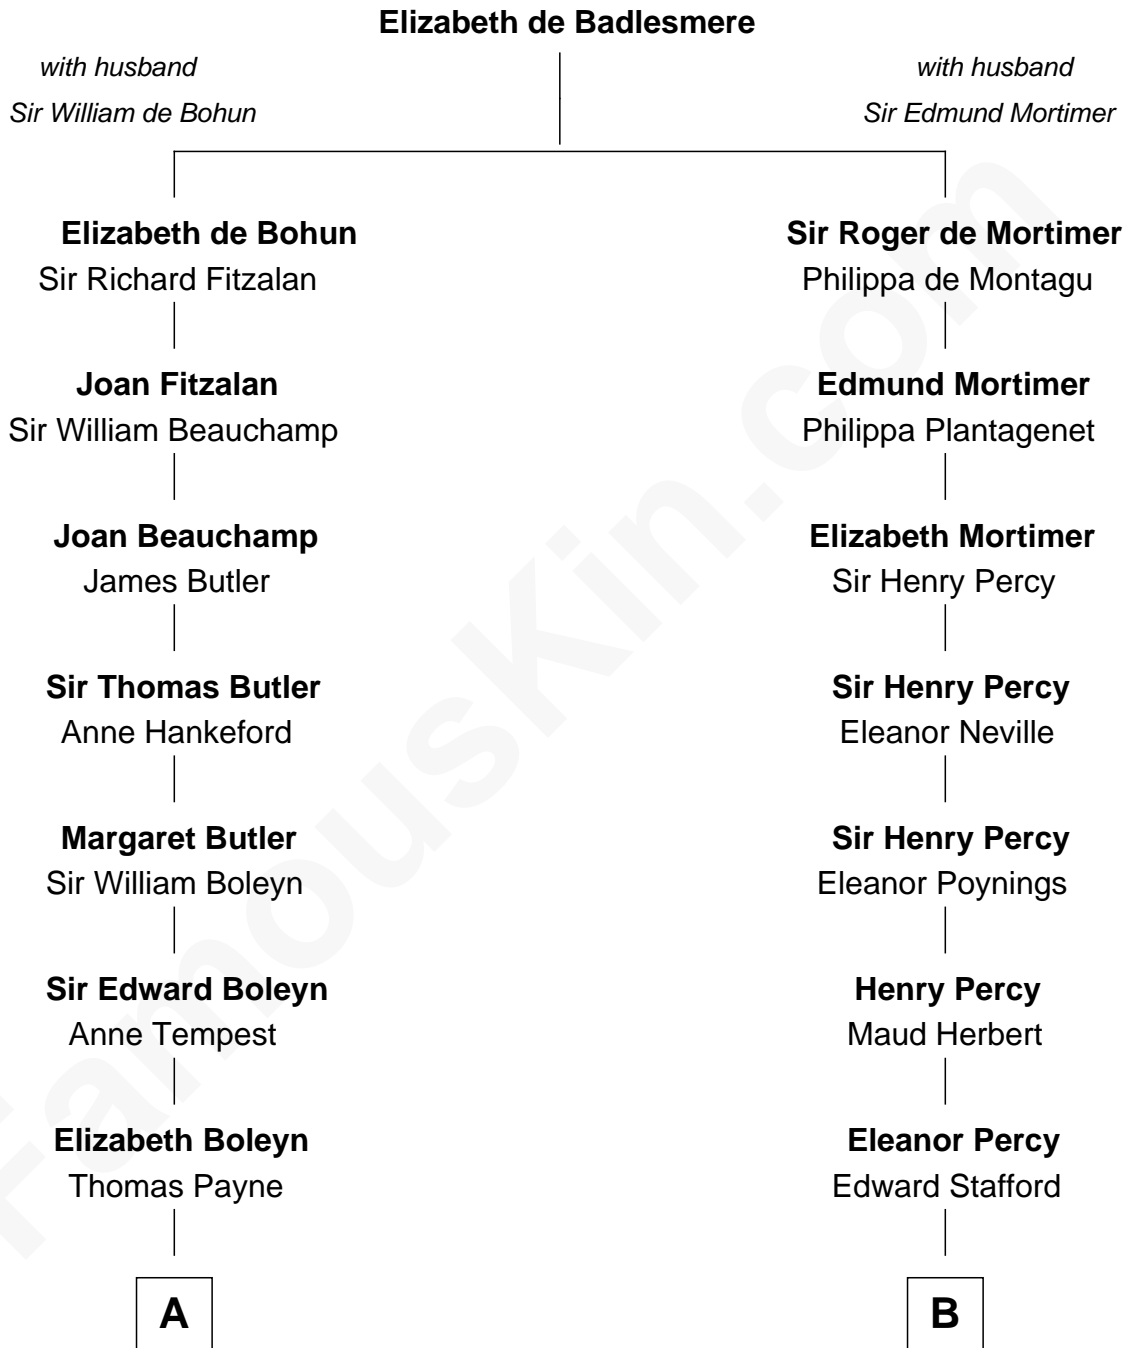 Elizabeth de Badlesmere
with husband
Sir William de Bohun
with husband
Sir Edmund Mortimer
Elizabeth de Bohun
Sir Richard Fitzalan
Sir Roger de Mortimer
Philippa de Montagu
Joan Fitzalan
Sir William Beauchamp
Edmund Mortimer
Philippa Plantagenet
Joan Beauchamp
James Butler
Elizabeth Mortimer
Sir Henry Percy
Sir Thomas Butler
Anne Hankeford
Sir Henry Percy
Eleanor Neville
Margaret Butler
Sir William Boleyn
Sir Henry Percy
Eleanor Poynings
Sir Edward Boleyn
Anne Tempest
Henry Percy
Maud Herbert
Elizabeth Boleyn
Thomas Payne
Eleanor Percy
Edward Stafford
A
B
FamousKin.com